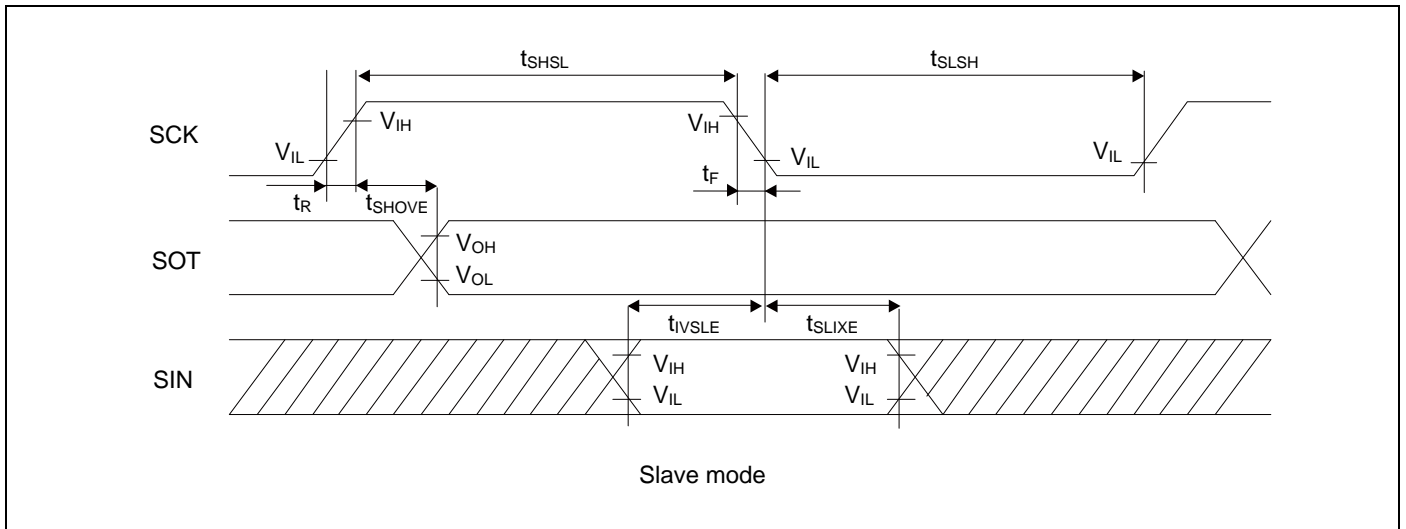 tSHSL
tSLSH
SCK
VIH
VIH
VIL
VIL
VIL
tF
tR
tSHOVE
SOT
VOH
VOL
tIVSLE
tSLIXE
SIN
VIH
VIH
VIL
VIL
Slave mode